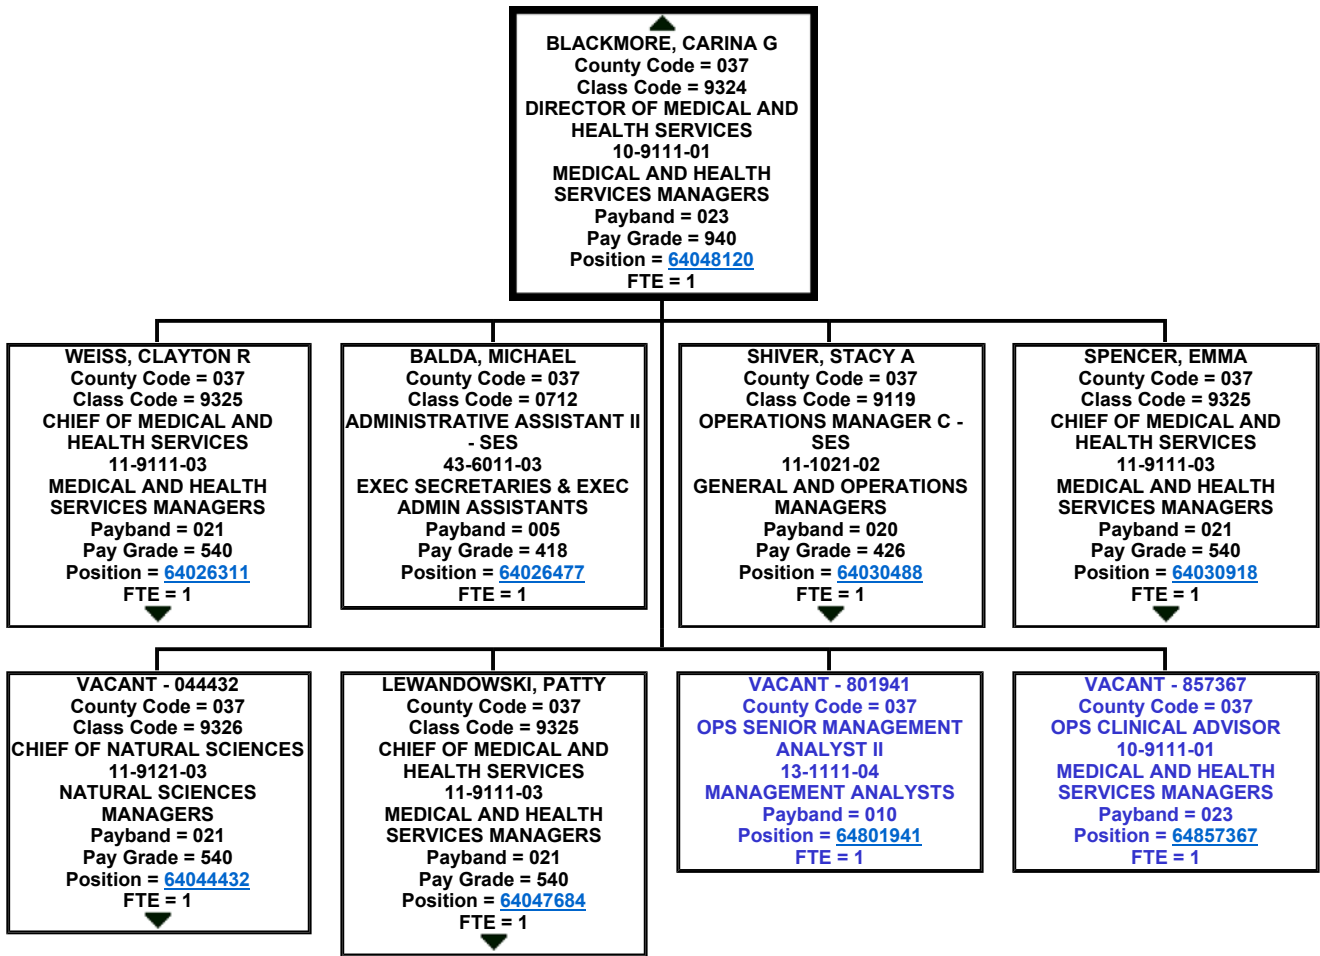 BLACKMORE, CARINA G
County Code = 037
Class Code = 9324
DIRECTOR OF MEDICAL AND
HEALTH SERVICES
10-9111-01
MEDICAL AND HEALTH
SERVICES MANAGERS
Payband = 023
Pay Grade = 940
Position = 64048120
FTE = 1
WEISS, CLAYTON R
County Code = 037
Class Code = 9325
CHIEF OF MEDICAL AND
HEALTH SERVICES
11-9111-03
MEDICAL AND HEALTH
SERVICES MANAGERS
Payband = 021
Pay Grade = 540
Position = 64026311
FTE = 1
BALDA, MICHAEL
County Code = 037
Class Code = 0712
ADMINISTRATIVE ASSISTANT II
- SES
43-6011-03
EXEC SECRETARIES & EXEC
ADMIN ASSISTANTS
Payband = 005
Pay Grade = 418
Position = 64026477
FTE = 1
SHIVER, STACY A
County Code = 037
Class Code = 9119
OPERATIONS MANAGER C -
SES
11-1021-02
GENERAL AND OPERATIONS
MANAGERS
Payband = 020
Pay Grade = 426
Position = 64030488
FTE = 1
SPENCER, EMMA
County Code = 037
Class Code = 9325
CHIEF OF MEDICAL AND
HEALTH SERVICES
11-9111-03
MEDICAL AND HEALTH
SERVICES MANAGERS
Payband = 021
Pay Grade = 540
Position = 64030918
FTE = 1
VACANT - 044432
County Code = 037
Class Code = 9326
CHIEF OF NATURAL SCIENCES
11-9121-03
NATURAL SCIENCES
MANAGERS
Payband = 021
Pay Grade = 540
Position = 64044432
FTE = 1
LEWANDOWSKI, PATTY
County Code = 037
Class Code = 9325
CHIEF OF MEDICAL AND
HEALTH SERVICES
11-9111-03
MEDICAL AND HEALTH
SERVICES MANAGERS
Payband = 021
Pay Grade = 540
Position = 64047684
FTE = 1
VACANT - 801941
County Code = 037
OPS SENIOR MANAGEMENT
ANALYST II
13-1111-04
MANAGEMENT ANALYSTS
Payband = 010
Position = 64801941
FTE = 1
VACANT - 857367
County Code = 037
OPS CLINICAL ADVISOR
10-9111-01
MEDICAL AND HEALTH
SERVICES MANAGERS
Payband = 023
Position = 64857367
FTE = 1